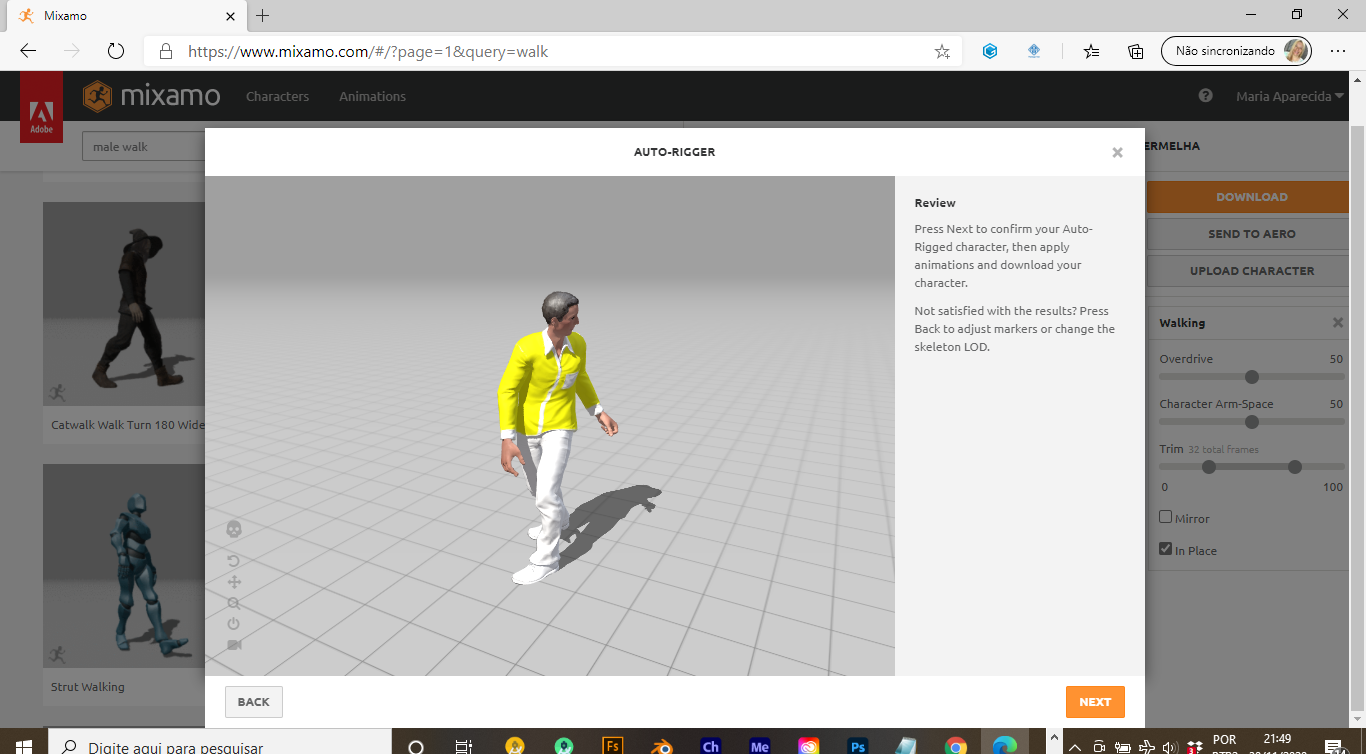 Mixamo
https://www.mixamo.com/#/?page=1&query=walk
Não sincronizando
Adobe
mixamo
Characters
Animations
Maria Aparecida
male walk
AUTO-RIGGER
ERMELHA
Review
Press Next to confirm your Auto-
Rigged character, then apply
animations and download your
character.
Not satisfied with the results? Press
Back to adjust markers or change the
skeleton LOD.
DOWNLOAD
SEND TO AERO
UPLOAD CHARACTER
Walking
Overdrive 50
Character Arm-Space 50
Trim 32 total frames
0 100
Mirror
In Place
Catwalk Walk Turn 180 Wide
Strut Walking
BACK
NEXT
Digite aqui para pesquisar
Fs
Ch
Me
Ps
POR
21:49